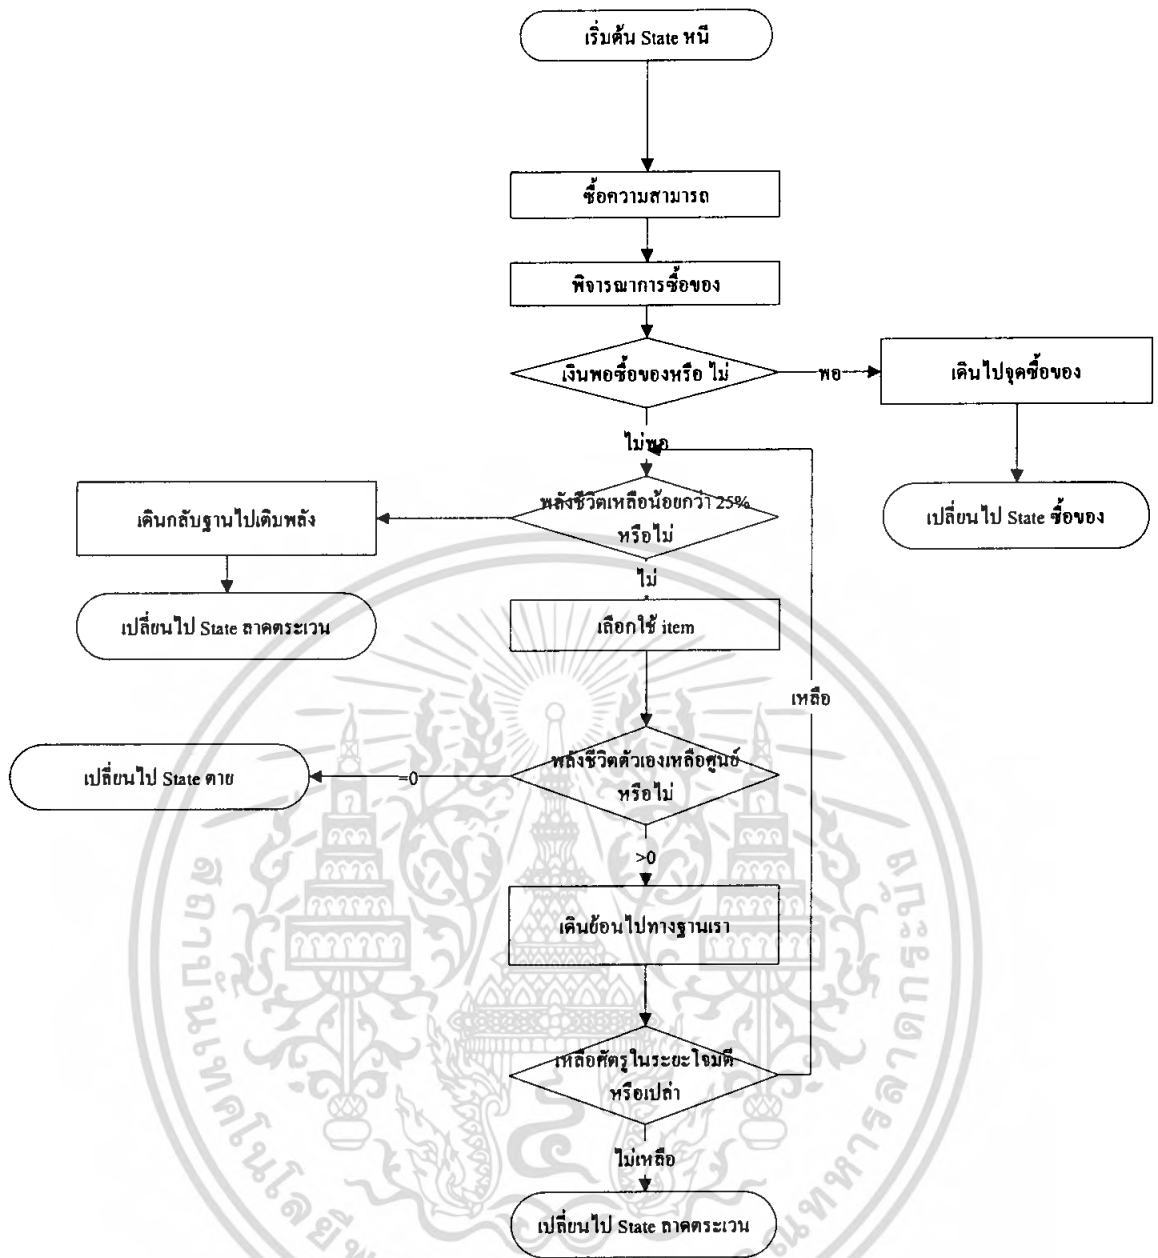 เริ่มต้น State หนี
ซื้อความสามารถ
พิจารณาการซื้อของ
เงินพอซื้อของหรือ ไม่
พอ
เดินไปจุดซื้อของ
ไม่พอ
พลังชีวิตเหลือน้อยกว่า 25%
หรือไม่
เดินกลับฐานไปเติมพลัง
เปลี่ยนไป State ซื้อของ
ไม่
เปลี่ยนไป State ลาดตระเวน
เลือกใช้ item
เหลือ
พลังชีวิตตัวเองเหลือศูนย์
หรือไม่
=0
เปลี่ยนไป State ตาย
>0
เดินย้อนไปทางฐานเรา
เหลือศัตรูในระยะโจมตี
หรือเปล่า
ไม่เหลือ
เปลี่ยนไป State ลาดตระเวน